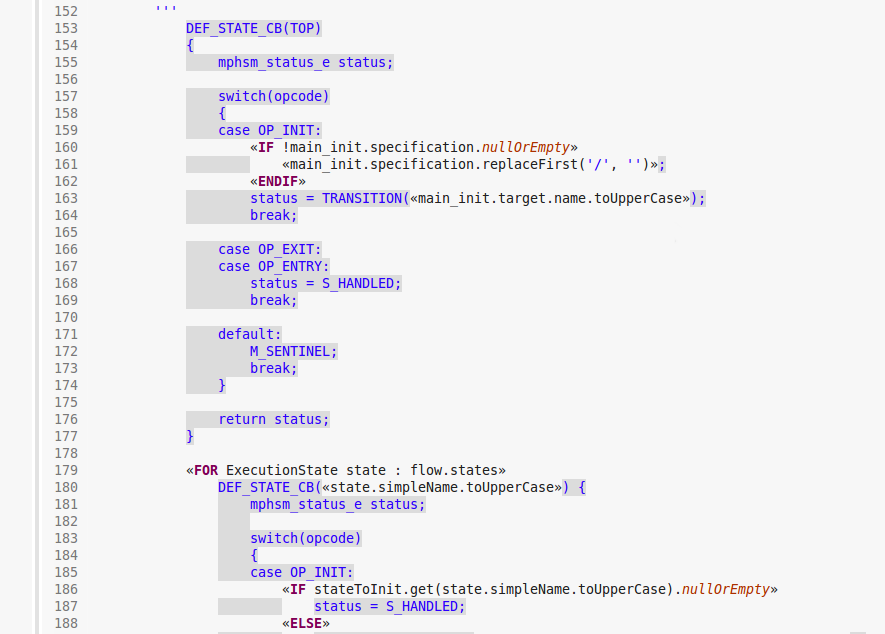 152 '''
153 DEF_STATE_CB(TOP)
154 {
155 mphsm_status_e status;
156
157 switch(opcode)
158 {
159 case OP_INIT:
160 «IF !main_init.specification.nullOrEmpty»
161 «main_init.specification.replaceFirst('/', '')»;
162 «ENDIF»
163 status = TRANSITION(«main_init.target.name.toUpperCase»);
164 break;
165
166 case OP_EXIT:
167 case OP_ENTRY:
168 status = S_HANDLED;
169 break;
170
171 default:
172 M_SENTINEL;
173 break;
174 }
175
176 return status;
177 }
178
179 «FOR ExecutionState state : flow.states»
180 DEF_STATE_CB(«state.simpleName.toUpperCase») {
181 mphsm_status_e status;
182
183 switch(opcode)
184 {
185 case OP_INIT:
186 «IF stateToInit.get(state.simpleName.toUpperCase).nullOrEmpty»
187 status = S_HANDLED;
188 «ELSE»